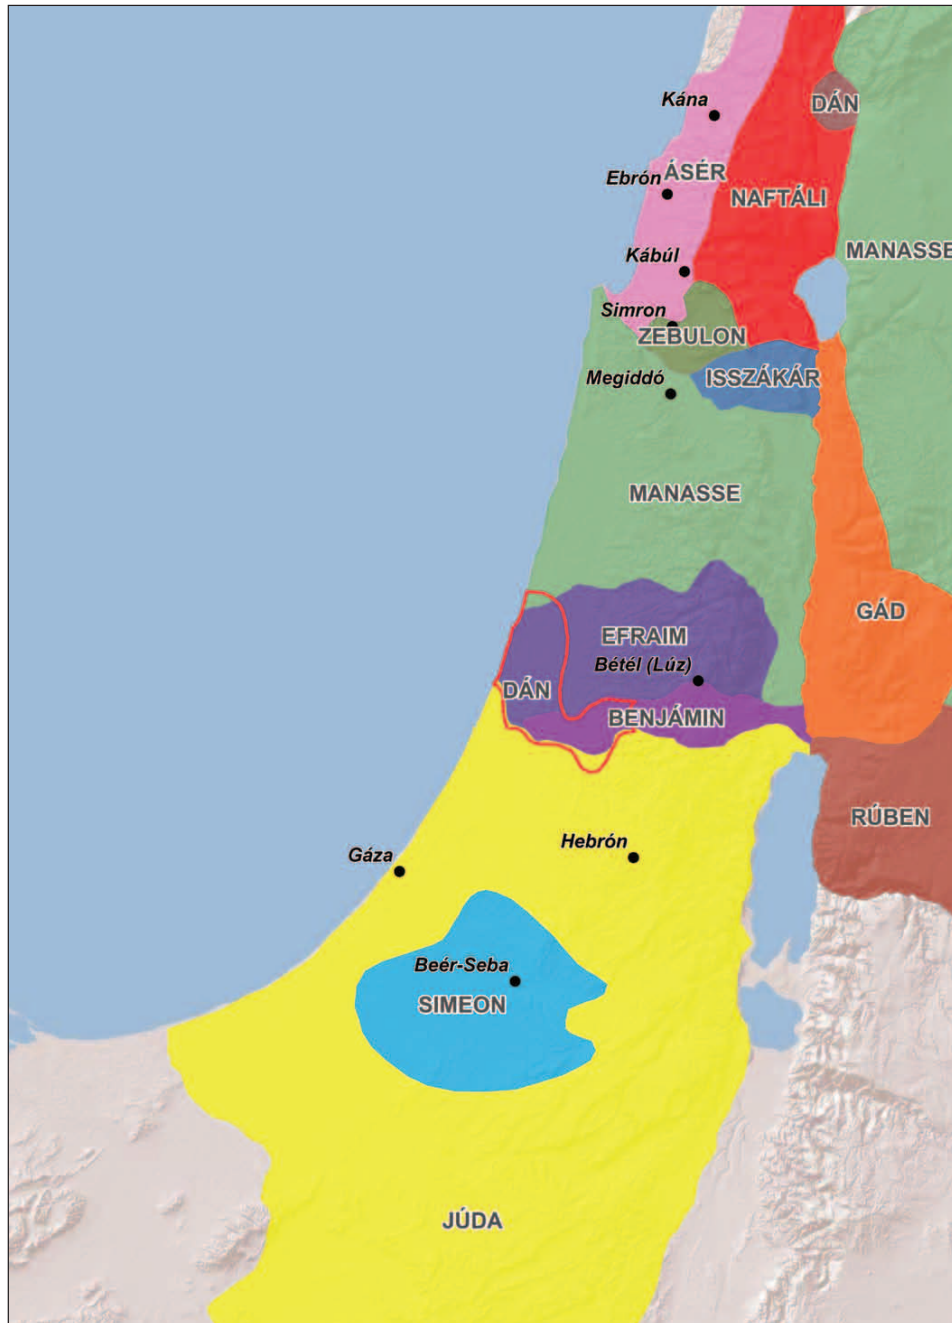 Kána
DÁN
ÁSÉR
Ebrón
NAFTÁLI
MANASSE
Kábúl
Simron
ZEBULON
ISSZÁKÁR
Megiddó
MANASSE
GÁD
EFRAIM
Bétél (Lúz)
DÁN
BENJÁMIN
RÚBEN
Hebrón
Gáza
Beér-Seba
SIMEON
JÚDA